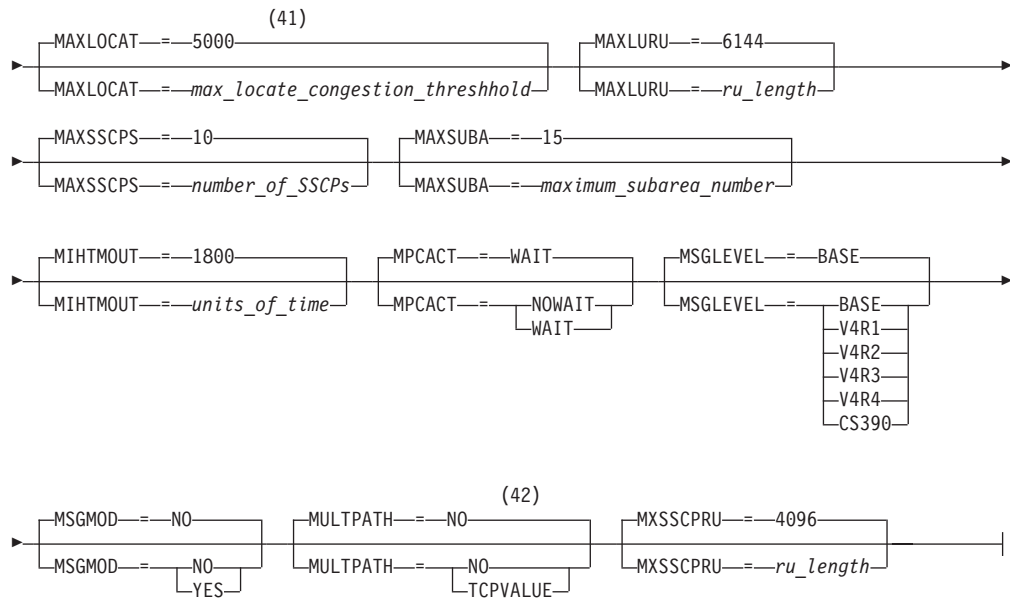 (41)
MAXLOCAT = 5000 MAXLURU = 6144
MAXLOCAT = max_locate_congestion_threshhold MAXLURU = ru_length
MAXSSCPS = 10 MAXSUBA = 15
MAXSSCPS = number_of_SSCPs MAXSUBA = maximum_subarea_number
MIHTMOUT = 1800 MPCACT = WAIT MSGLEVEL = BASE
MIHTMOUT = units_of_time MPCACT = NOWAIT MSGLEVEL = BASE
WAIT V4R1
V4R2
V4R3
V4R4
CS390
(42)
MSGMOD = NO MULTPATH = NO MXSSCPRU = 4096
MSGMOD = NO MULTPATH = NO MXSSCPRU = ru_length
YES TCPVALUE